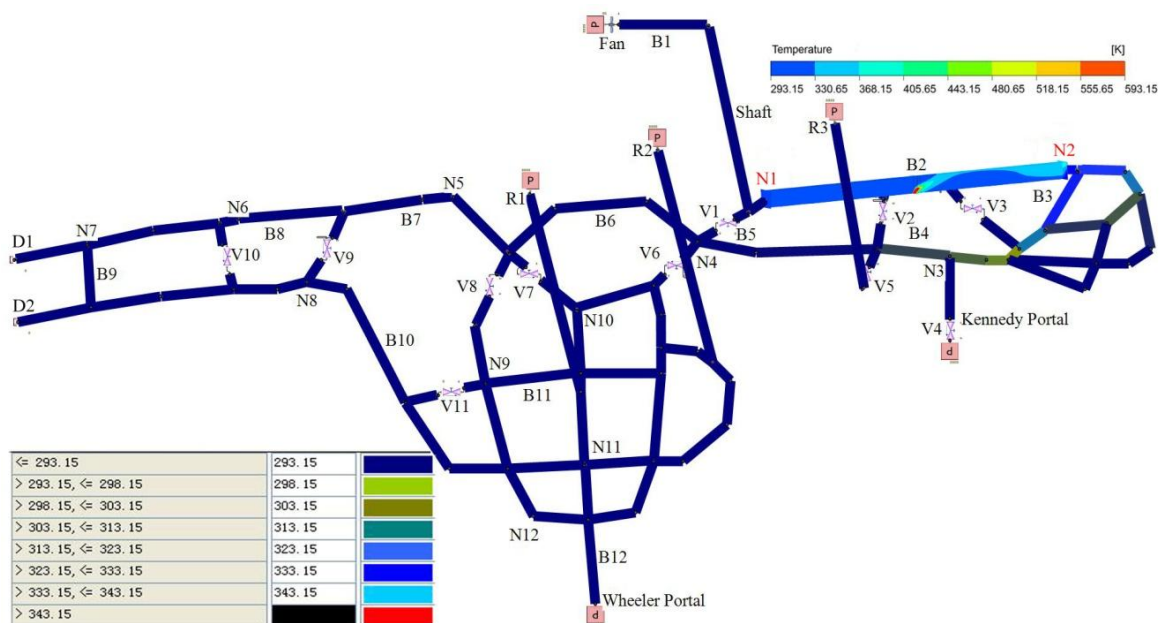 P
Fan
B1
Temperature
[K]
293.15 330.65 368.15 405.65 443.15 480.65 518.15 555.65 593.15
Shaft
P
R3
P
R2
P
R1
N1
B2
N2
B3
N5
N6
B7
B6
V1
B5
V2
V3
B4
N7
D1
B8
V10
V9
V6
N4
N3
V5
B9
V8
V7
D2
N8
N10
V4
Kennedy Portal
P
B10
N9
V11
B11
N11
N12
B12
Wheeler Portal
P
<= 293.15 293.15
> 293.15, <= 298.15 298.15
> 298.15, <= 303.15 303.15
> 303.15, <= 313.15 313.15
> 313.15, <= 323.15 323.15
> 323.15, <= 333.15 333.15
> 333.15, <= 343.15 343.15
> 343.15